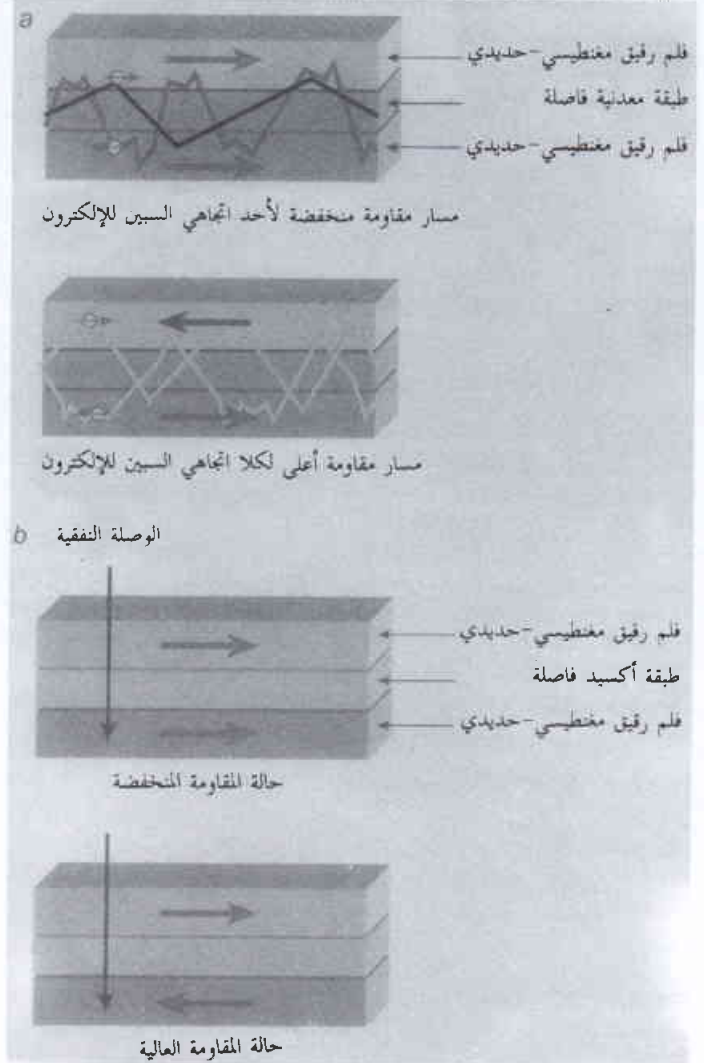 a
فلم رقيق مغنطيسي-حديدي
طبقة معدنية فاصلة
فلم رقيق مغنطيسي-حديدي
مسار مقاومة منخفضة لأحد اتجاهي السبين للإلكترون
مسار مقاومة أعلى لكلا اتجاهي السبين للإلكترون
b
الوصلة النفقية
فلم رقيق مغنطيسي-حديدي
طبقة أكسيد فاصلة
فلم رقيق مغنطيسي-حديدي
حالة المقاومة المنخفضة
حالة المقاومة العالية